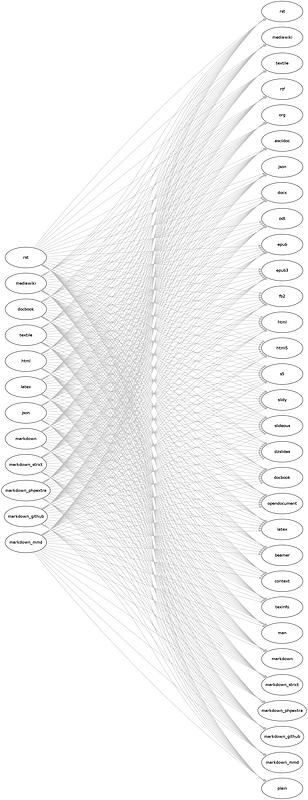 rst
mediawiki
docbook
textile
html
latex
json
markdown
markdown_strict
markdown_phpextra
markdown_github
markdown_mmd
rst
mediawiki
textile
rtf
org
asciidoc
json
docx
odt
epub
epub3
fb2
html
html5
s5
slidy
slideous
dzslides
docbook
opendocument
latex
beamer
context
texinfo
man
markdown
markdown_strict
markdown_phpextra
markdown_github
markdown_mmd
plain